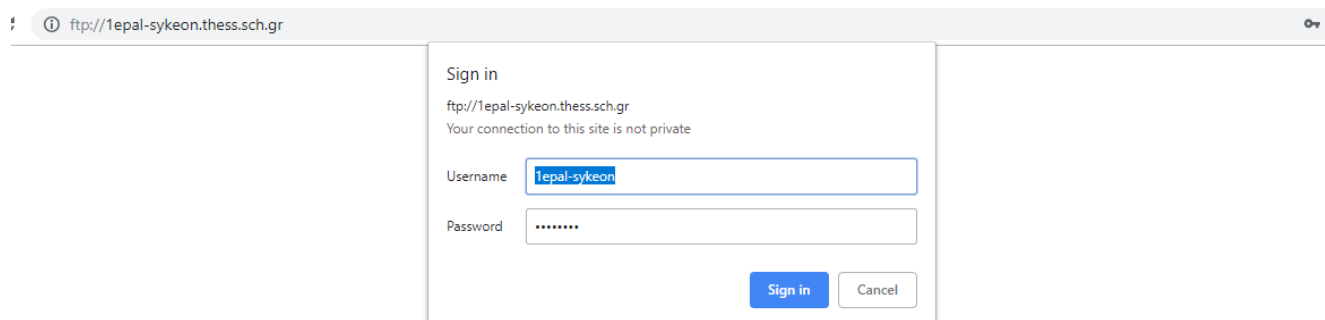 ftp://1epal-sykeon.thess.sch.gr
Sign in
ftp://1epal-sykeon.thess.sch.gr
Your connection to this site is not private
Username 1epal-sykeon
Password ••••••••
Sign in Cancel